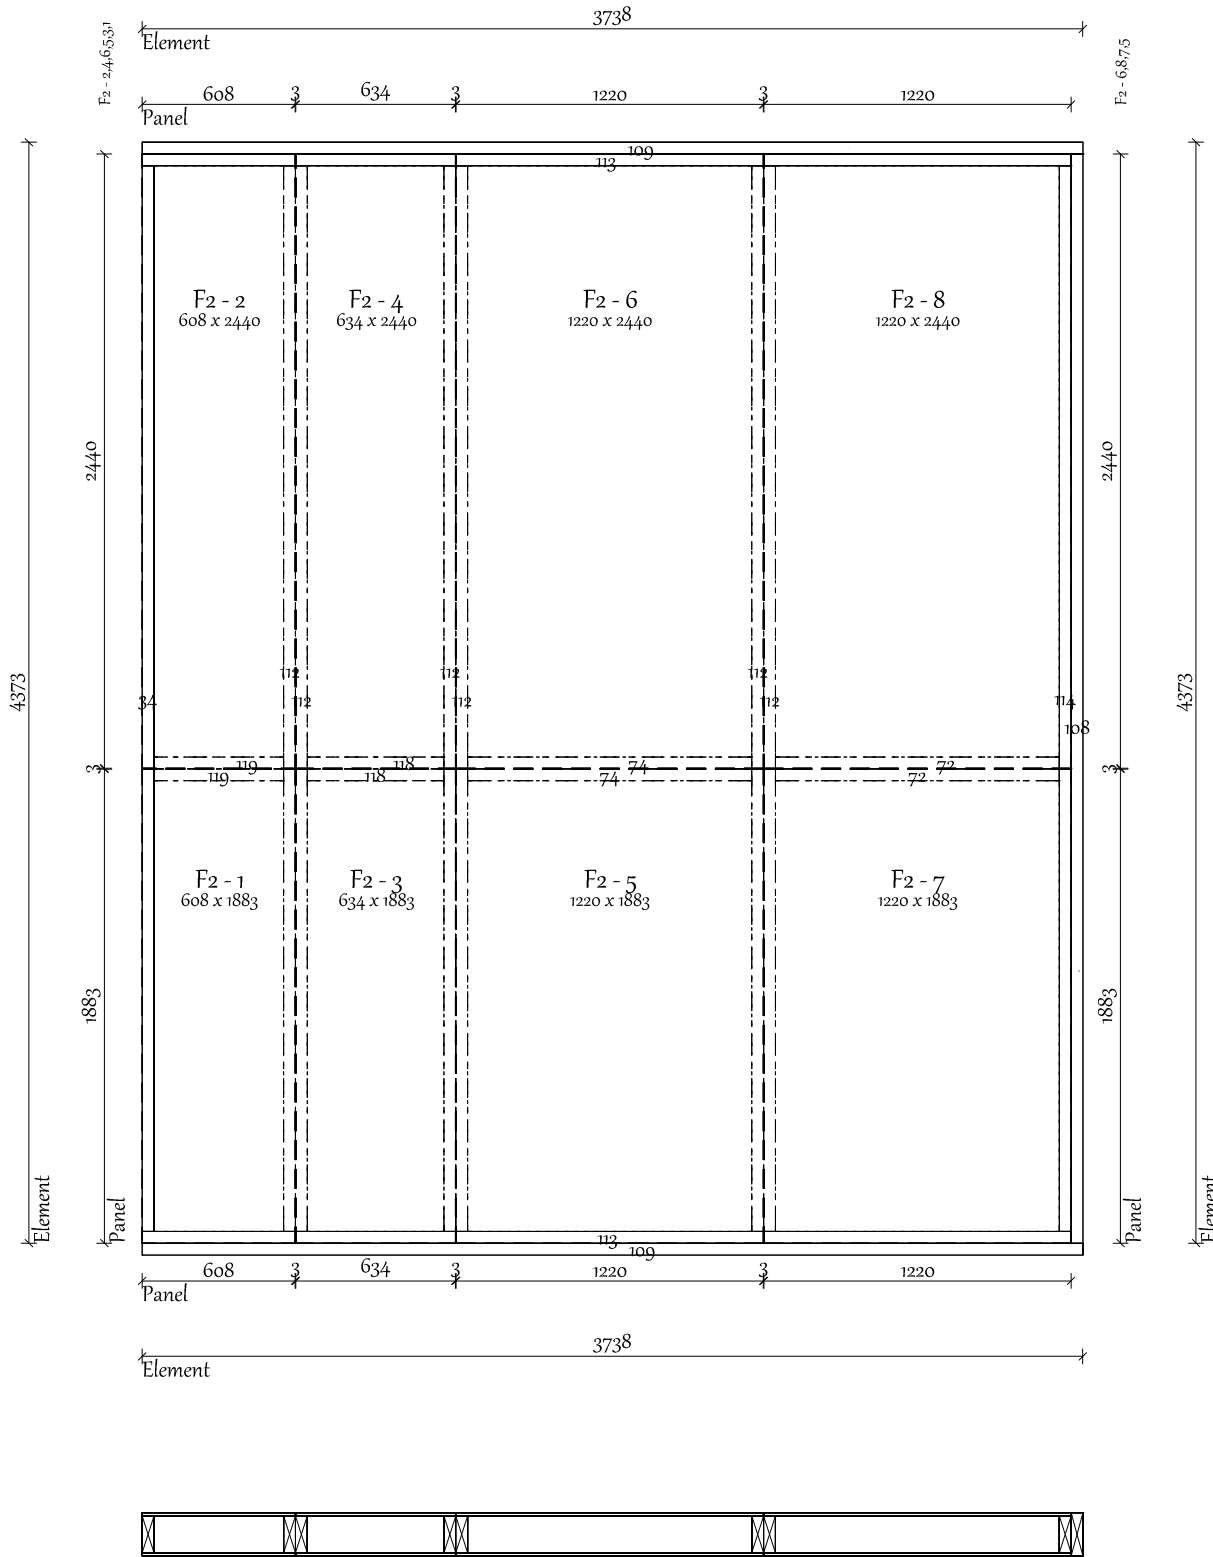 3738
Element
F2 - 2,4,6,5,3,1
F2 - 6,8,7,5
608 3 634 3 1220 3 1220
Panel
109
113
F2 - 2 F2 - 4 F2 - 6 F2 - 8
608 x 2440 634 x 2440 1220 x 2440 1220 x 2440
2440 2440
112 112 112
4373 34 112 112 112 114 4373
108
3 119 118 74 72 3
119 118 74 72
F2 - 1 F2 - 3 F2 - 5 F2 - 7
608 x 1883 634 x 1883 1220 x 1883 1220 x 1883
1883 1883
Element Panel Panel Element
113
109
608 3 634 3 1220 3 1220
Panel
3738
Element